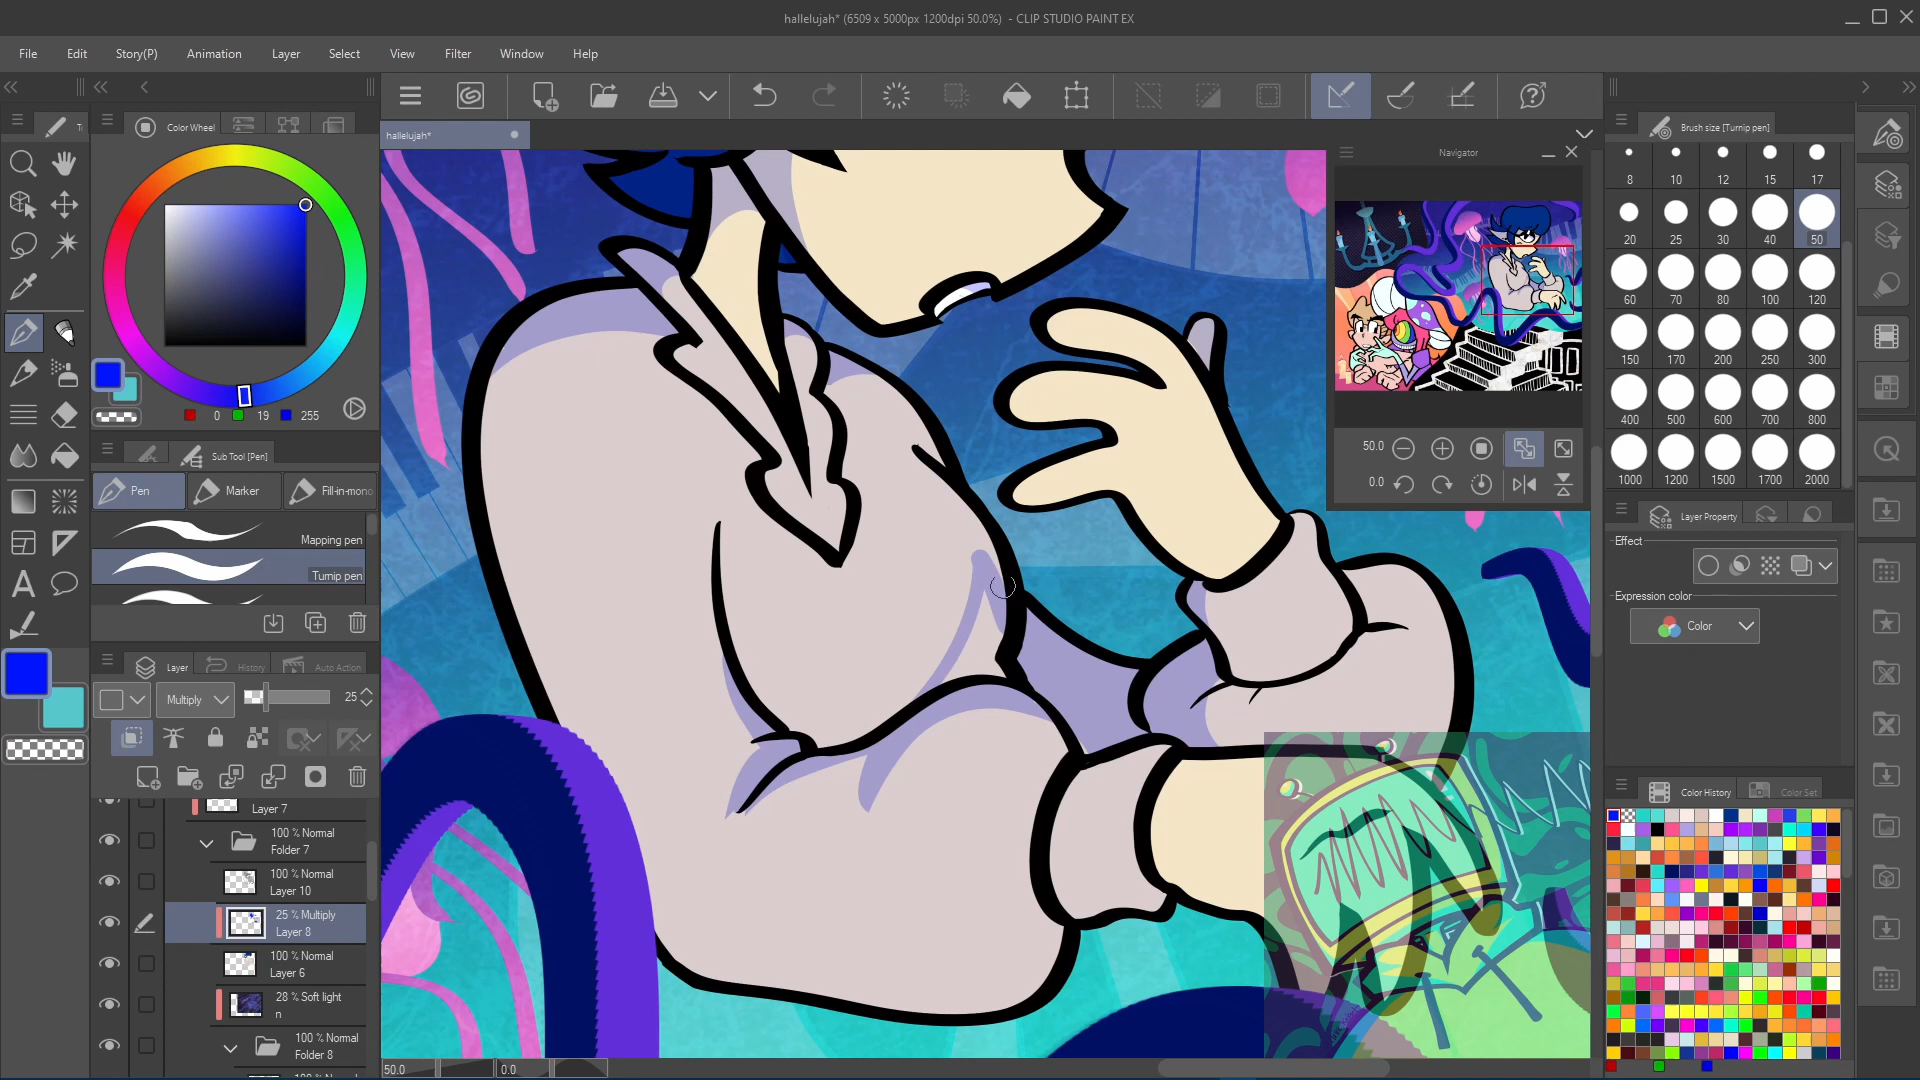 hallelujah* (6509 x 5000px 1200dpi 50.0%) - CLIP STUDIO PAINT EX
File Edit Story(P) Animation Layer Select View Filter Window Help
Color Wheel
hallelujah*
Navigator
Brush size [Turnip pen]
8 10 12 15 17
20 25 30 40 50
60 70 80 100 120
150 170 200 250 300
400 500 600 700 800
1000 1200 1500 1700 2000
0 19 255
Sub Tool [Pen]
Pen Marker Fill-in-mono
Mapping pen
Turnip pen
50.0
0.0
Layer Property
Effect
Expression color
Color
Layer History Auto Action
Multiply 25
Layer 7
100 % Normal
Folder 7
100 % Normal
Layer 10
25 % Multiply
Layer 8
100 % Normal
Layer 6
28 % Soft light
n
100 % Normal
Folder 8
Color History Color Set
50.0 0.0